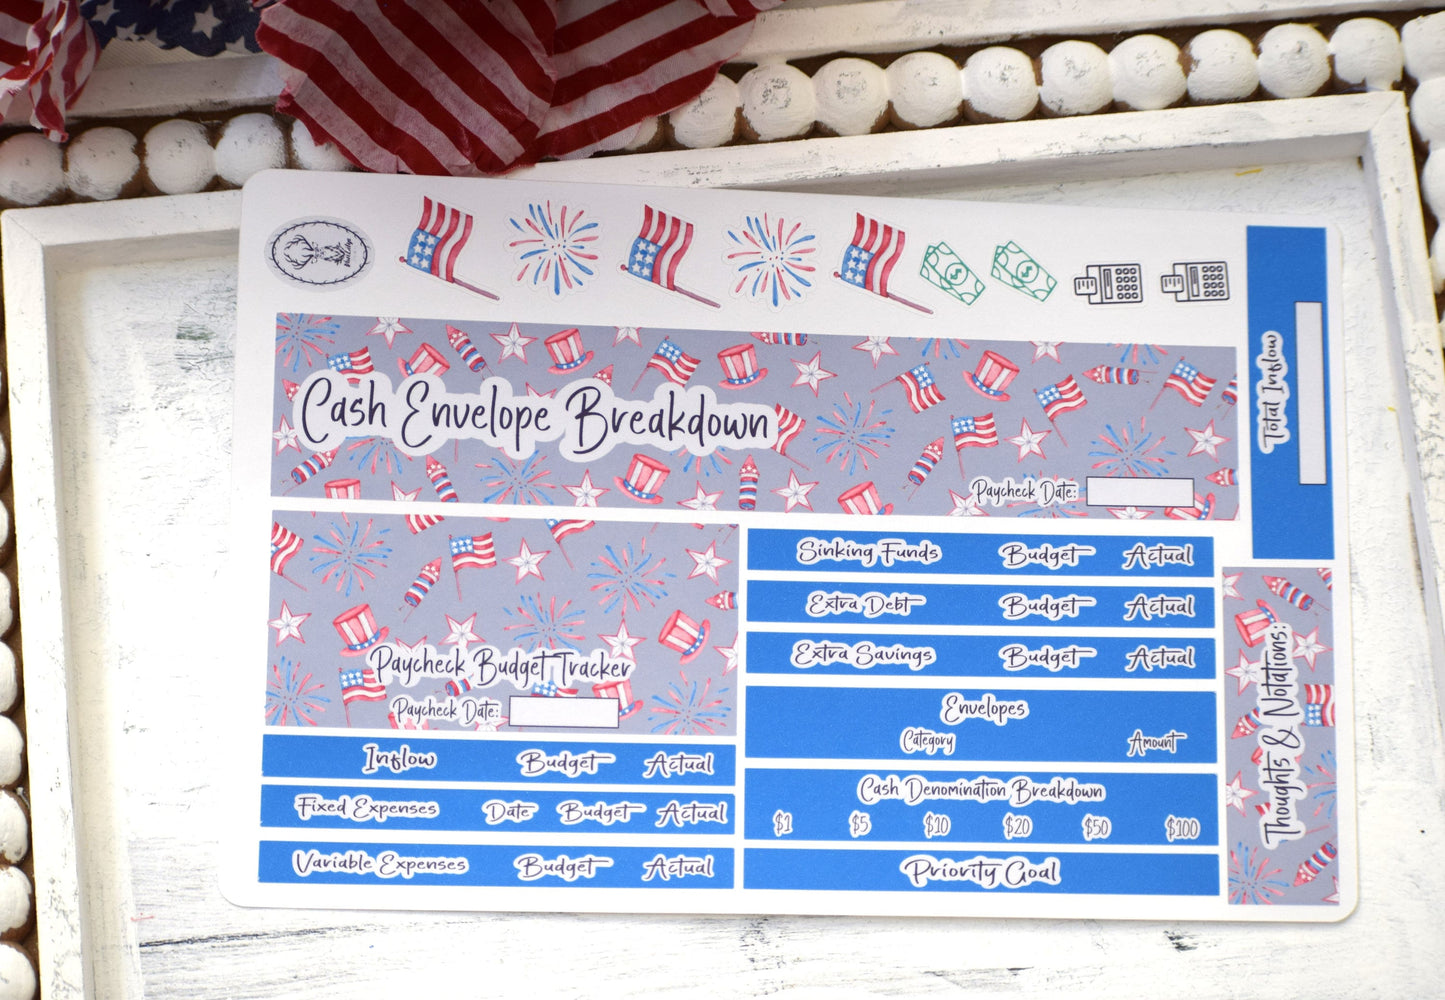 Cash Envelope Breakdown
Paycheck Date:
Total Inflow
Paycheck Budget Tracker
Paycheck Date:
Inflow Budget Actual
Fixed Expenses Date Budget Actual
Variable Expenses Budget Actual
Sinking Funds Budget Actual
Extra Debt Budget Actual
Extra Savings Budget Actual
Envelopes
Category Amount
Cash Denomination Breakdown
$1 $5 $10 $20 $50 $100
Priority Goal
Thoughts & Notations: